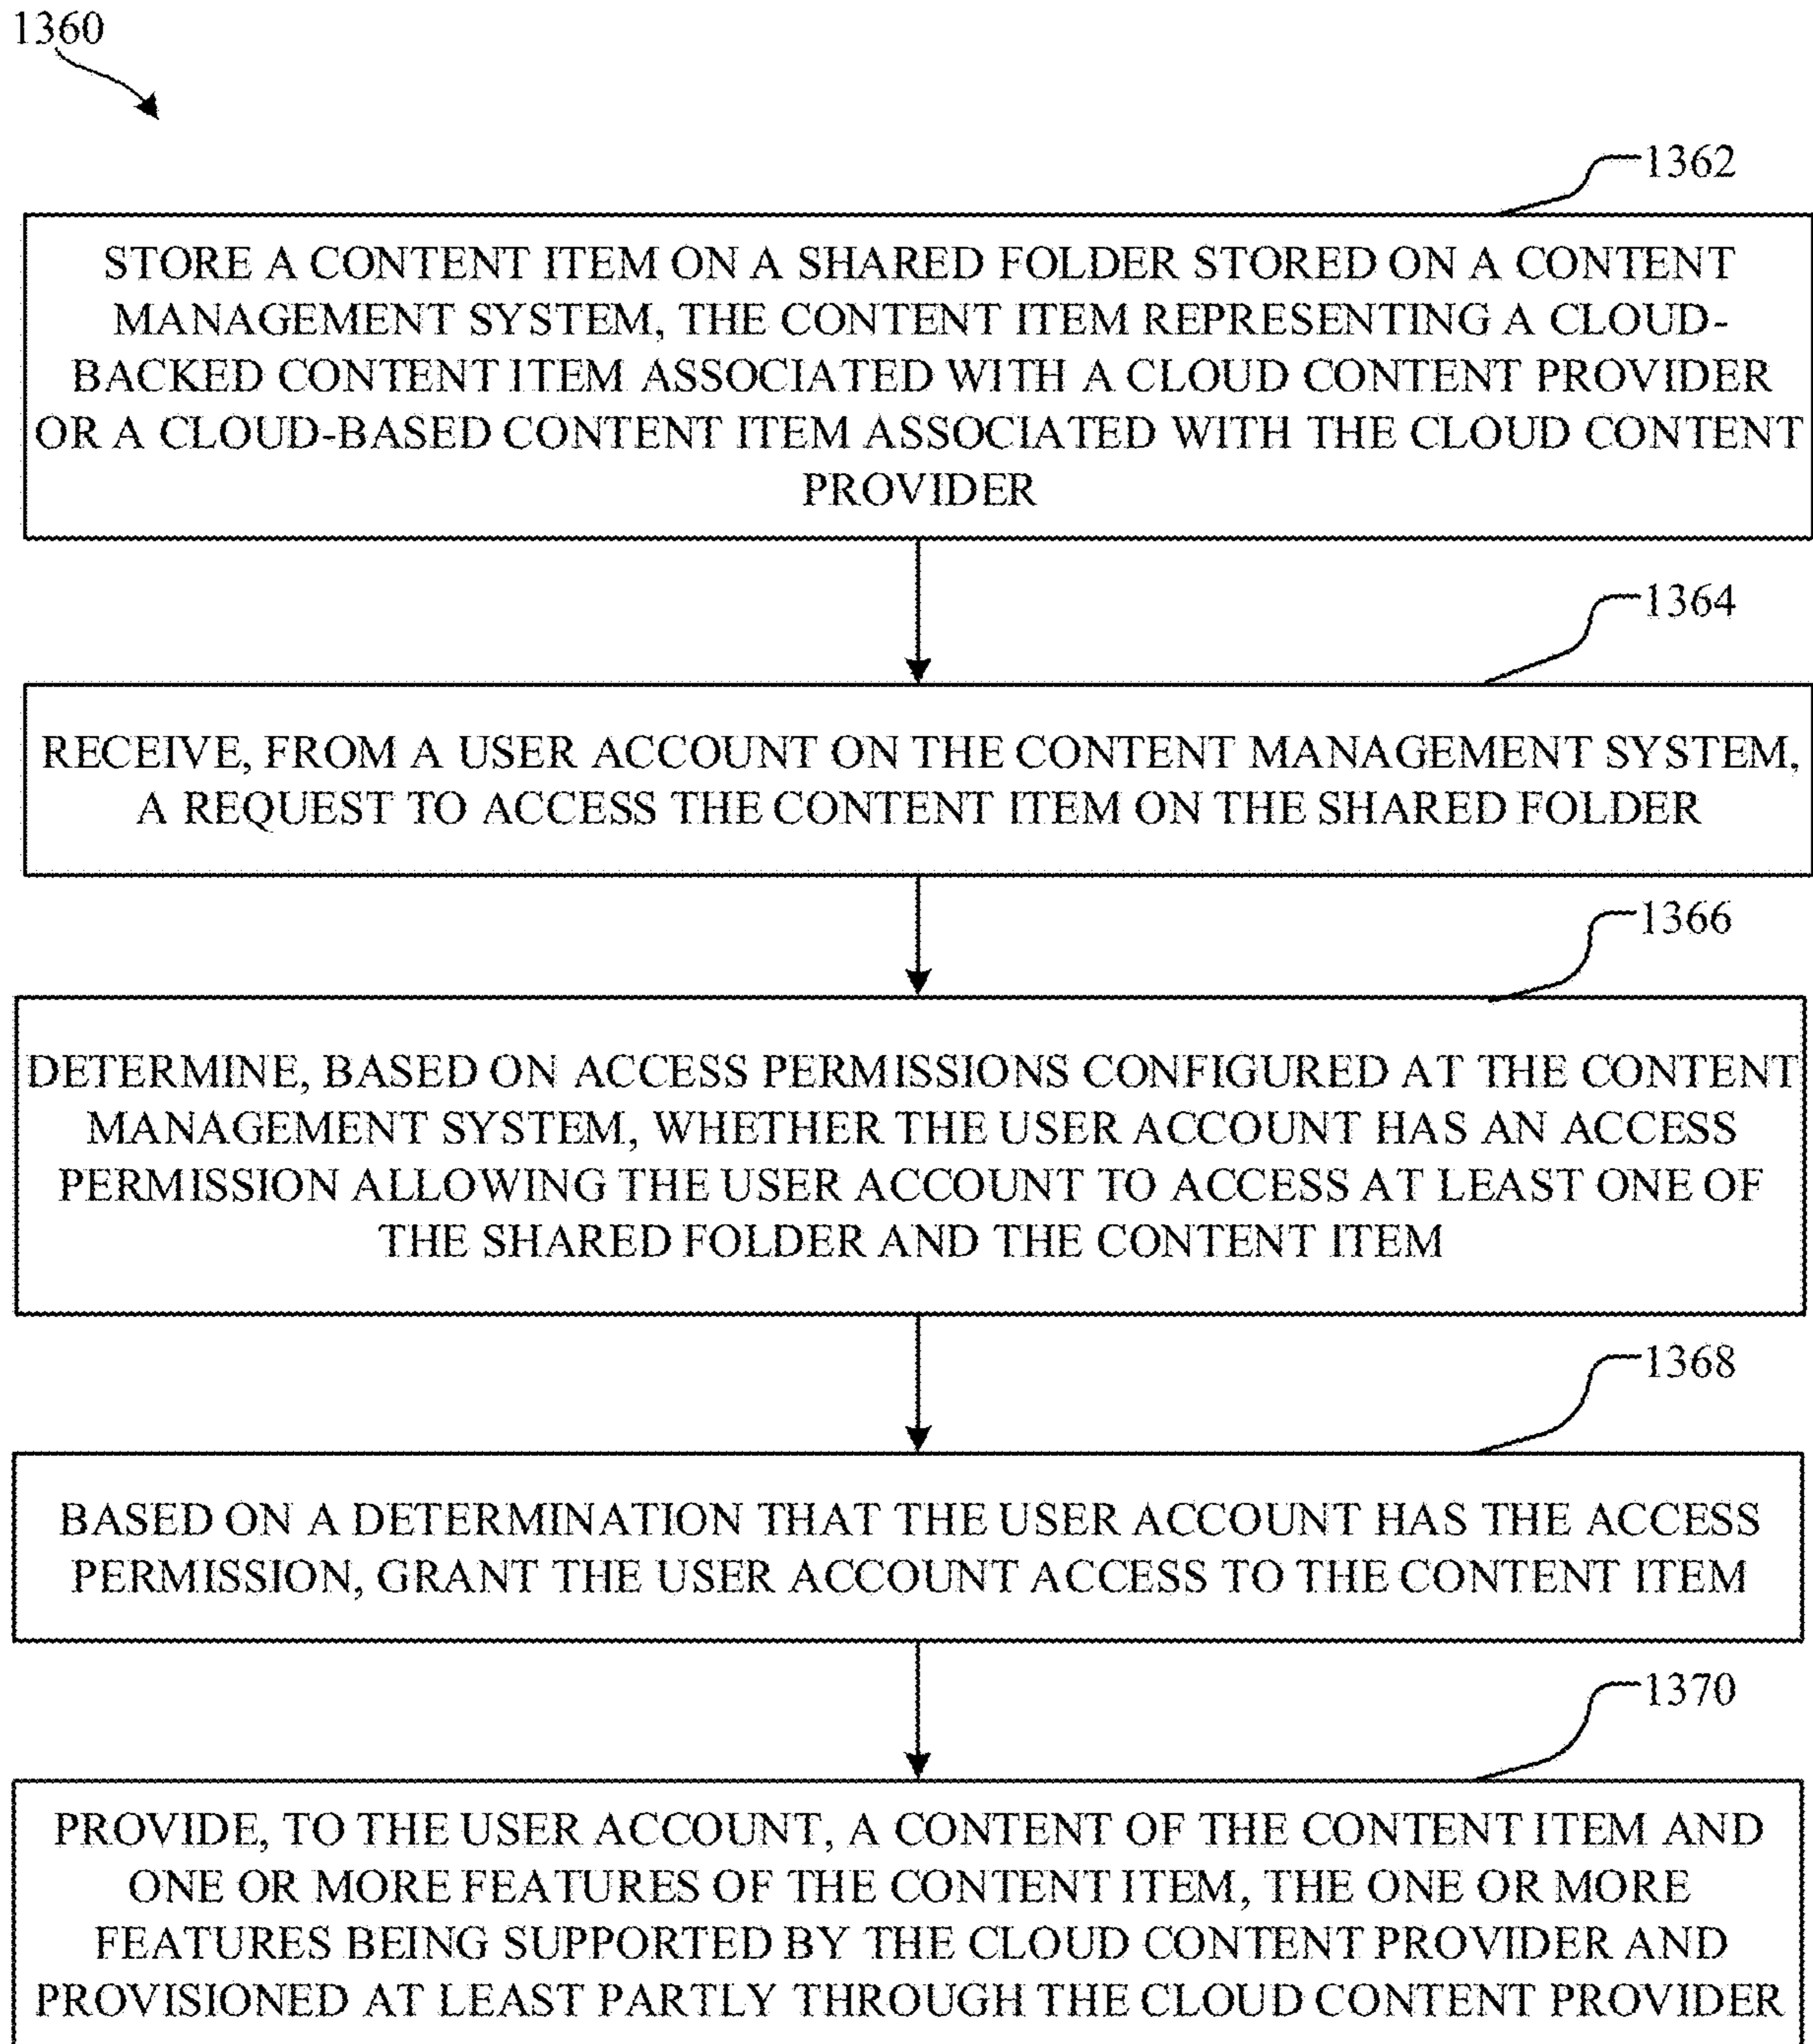 1360
1362
STORE A CONTENT ITEM ON A SHARED FOLDER STORED ON A CONTENT
MANAGEMENT SYSTEM, THE CONTENT ITEM REPRESENTING A CLOUD-
BACKED CONTENT ITEM ASSOCIATED WITH A CLOUD CONTENT PROVIDER
OR A CLOUD-BASED CONTENT ITEM ASSOCIATED WITH THE CLOUD CONTENT
PROVIDER
1364
RECEIVE, FROM A USER ACCOUNT ON THE CONTENT MANAGEMENT SYSTEM,
A REQUEST TO ACCESS THE CONTENT ITEM ON THE SHARED FOLDER
1366
DETERMINE, BASED ON ACCESS PERMISSIONS CONFIGURED AT THE CONTENT
MANAGEMENT SYSTEM, WHETHER THE USER ACCOUNT HAS AN ACCESS
PERMISSION ALLOWING THE USER ACCOUNT TO ACCESS AT LEAST ONE OF
THE SHARED FOLDER AND THE CONTENT ITEM
1368
BASED ON A DETERMINATION THAT THE USER ACCOUNT HAS THE ACCESS
PERMISSION, GRANT THE USER ACCOUNT ACCESS TO THE CONTENT ITEM
1370
PROVIDE, TO THE USER ACCOUNT, A CONTENT OF THE CONTENT ITEM AND
ONE OR MORE FEATURES OF THE CONTENT ITEM, THE ONE OR MORE
FEATURES BEING SUPPORTED BY THE CLOUD CONTENT PROVIDER AND
PROVISIONED AT LEAST PARTLY THROUGH THE CLOUD CONTENT PROVIDER